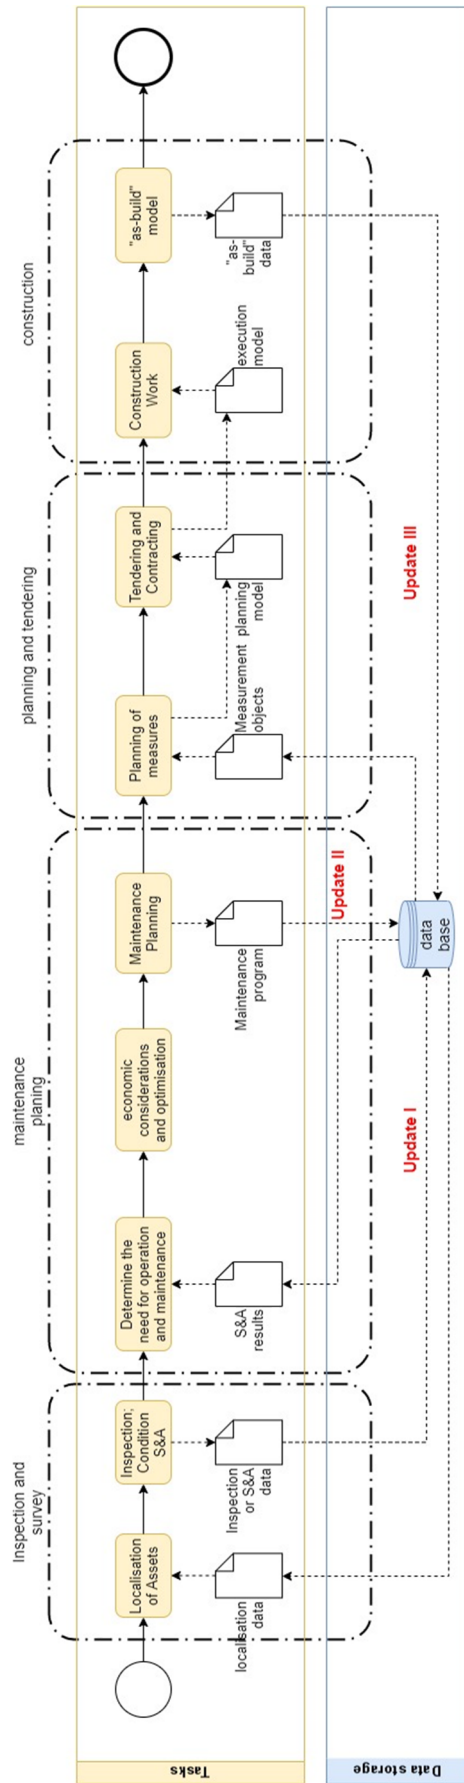 Tasks
Data storage
Inspection and
survey
maintenance
planing
planning and tendering
construction
Localisation
of Assets
Inspection;
Condition
S&A
Determine the
need for operation
and maintenance
economic
considerations
and optimisation
Maintenance
Planning
Planning of
measures
Tendering and
Contracting
Construction
Work
"as-build"
model
localisation
data
Inspection
or S&A
data
S&A
results
Maintenance
program
Measurement
objects
planning
model
execution
model
"as-
build"
data
Update I
Update II
Update III
data
base